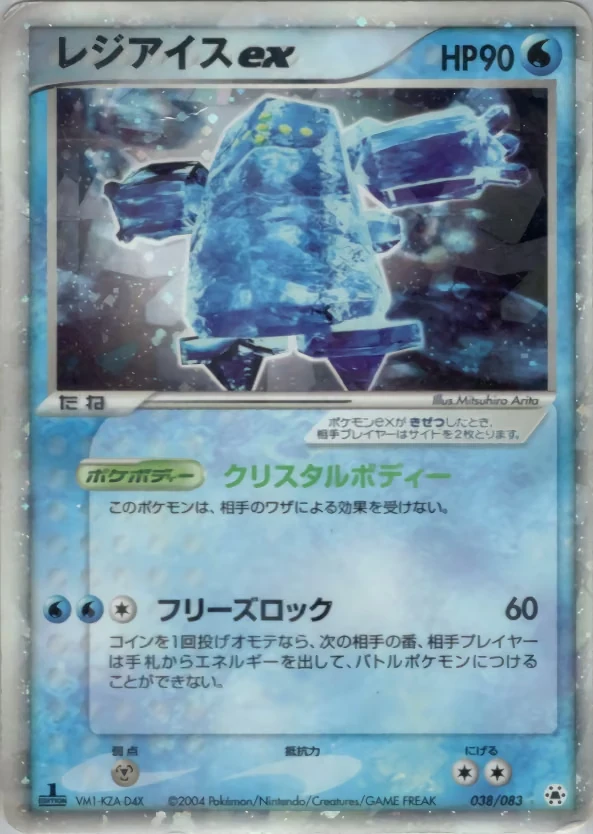 レジアイスex HP90
たね
Illus.Mitsuhiro Arita
ポケモンexが きぜつしたとき、
相手プレイヤーはサイドを2枚とります。
ポケボディー クリスタルボディー
このポケモンは、相手のワザによる効果を受けない。
フリーズロック 60
コインを1回投げオモテなら、次の相手の番、相手プレイヤー
は手札からエネルギーを出して、バトルポケモンにつける
ことができない。
弱点 抵抗力 にげる
1 EDITION VM1-KZA-D4X ©2004 Pokémon/Nintendo/Creatures/GAME FREAK 038/083